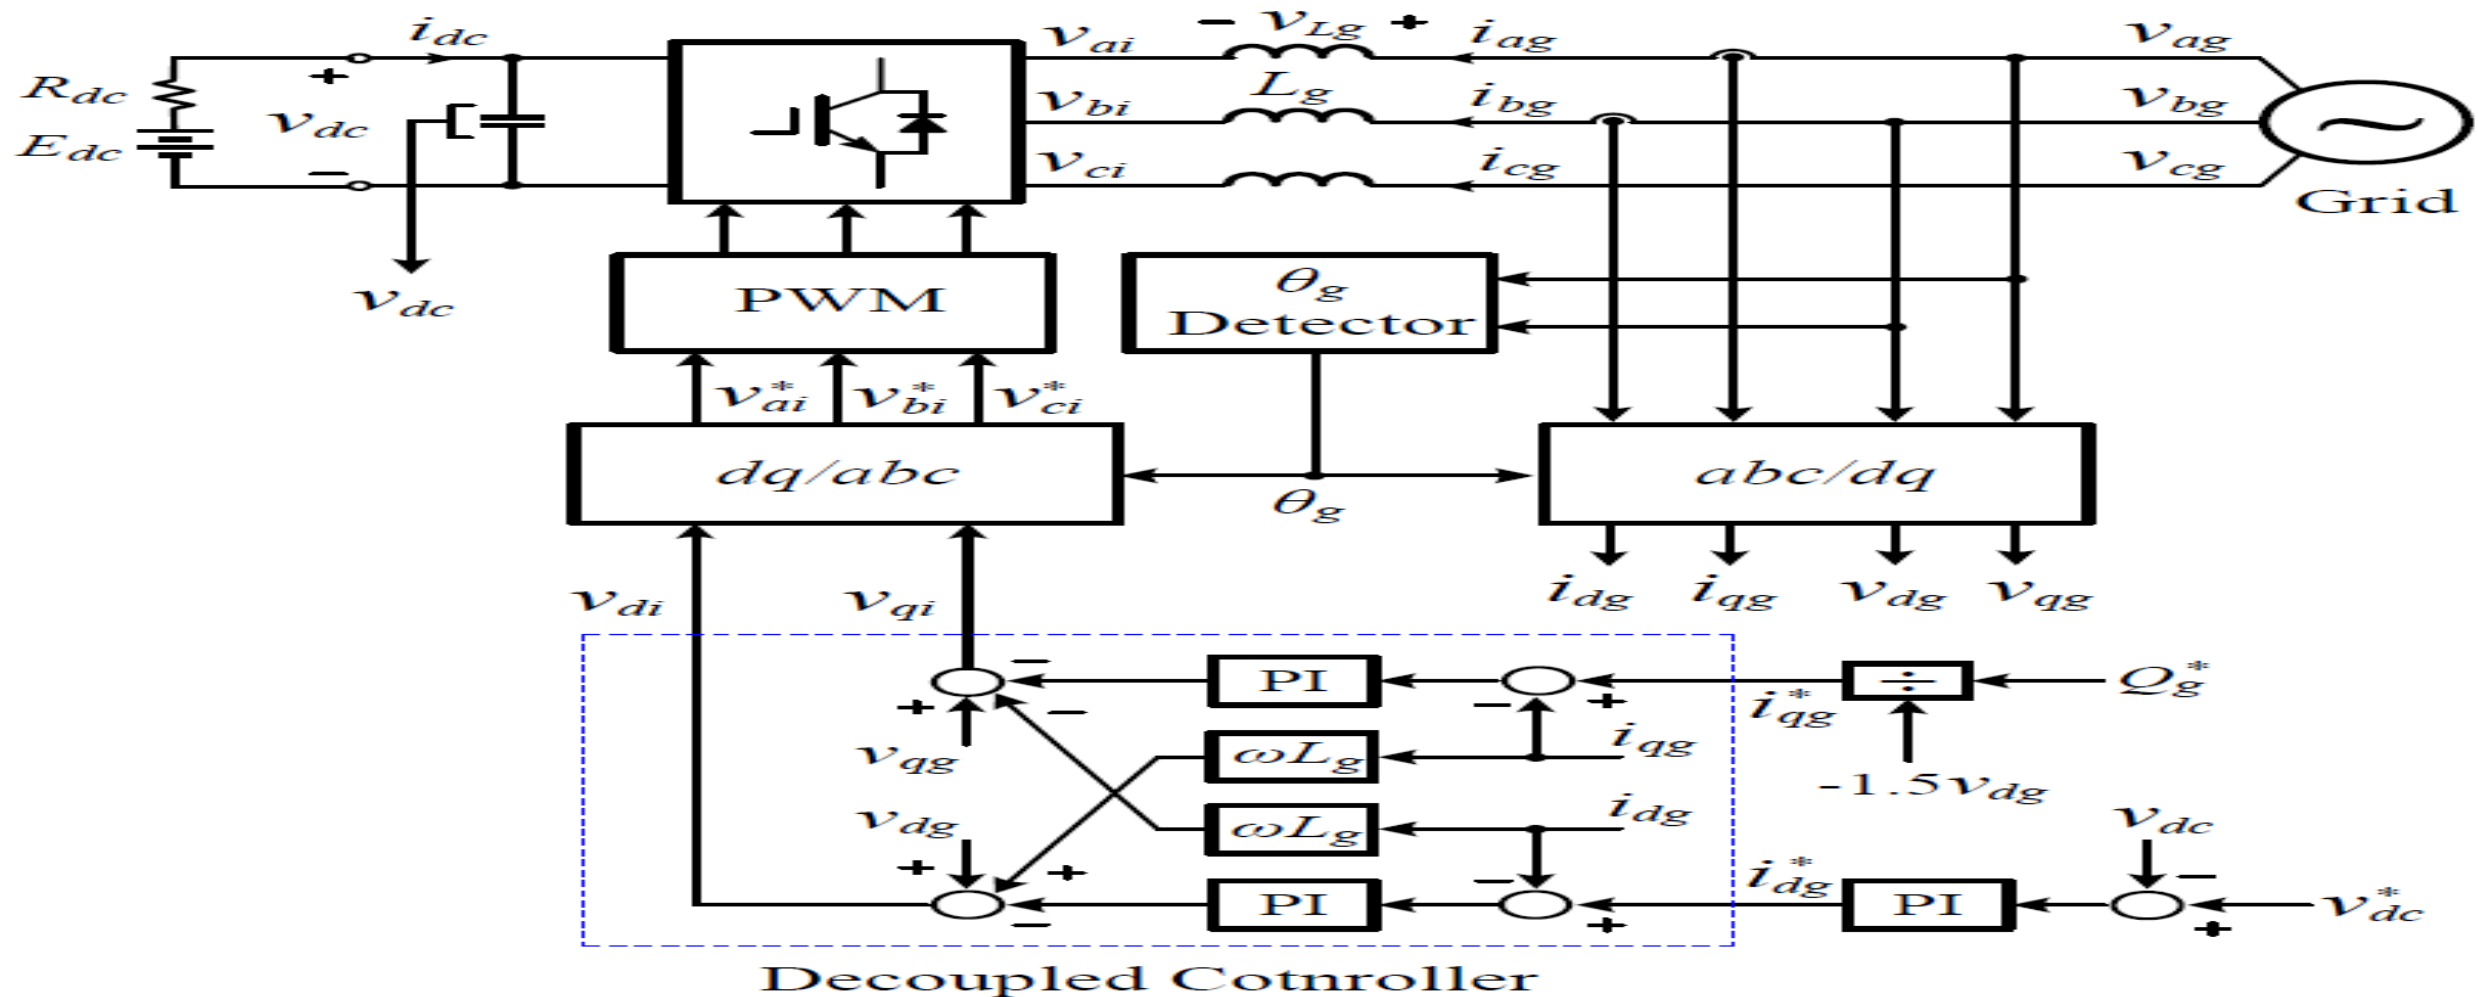 i_dc
v_ai − v_Lg + i_ag v_ag
R_dc + v_dc − E_dc
v_bi L_g i_bg v_bg
v_ci i_cg v_cg
Grid
v_dc
PWM
θ_g
Detector
v*_ai v*_bi v*_ci
dq/abc
θ_g
abc/dq
v_di v_qi
i_dg i_qg v_dg v_qg
− PI − + i*_qg ÷ Q*_g
+ −
v_qg
ωL_g i_qg
-1.5v_dg
v_dg
ωL_g i_dg
v_dc
+ + − −
− PI + i*_dg PI + v*_dc
Decoupled Cotnroller